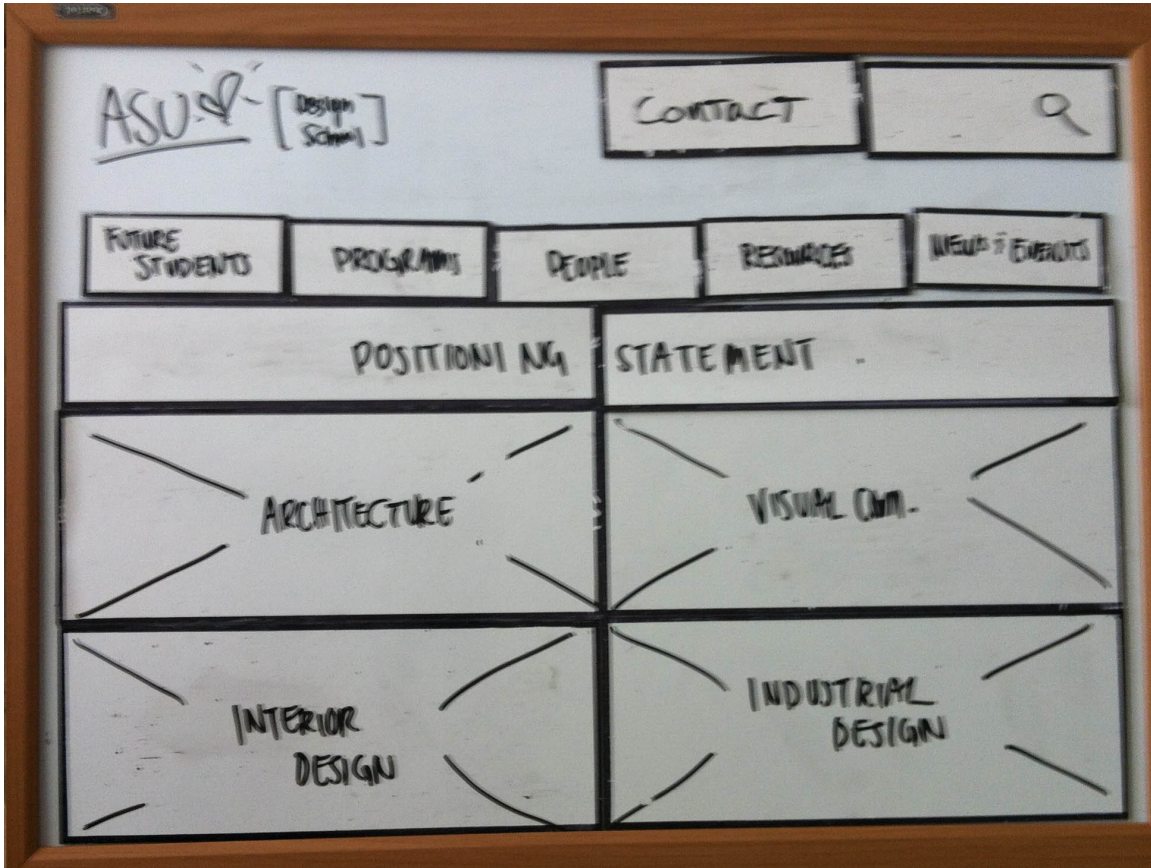 ASU
[Design
School]
CONTACT
FUTURE
STUDENTS
PROGRAMS
PEOPLE
RESOURCES
NEWS & EVENTS
POSITIONING STATEMENT
ARCHITECTURE
VISUAL COM.
INTERIOR
DESIGN
INDUSTRIAL
DESIGN